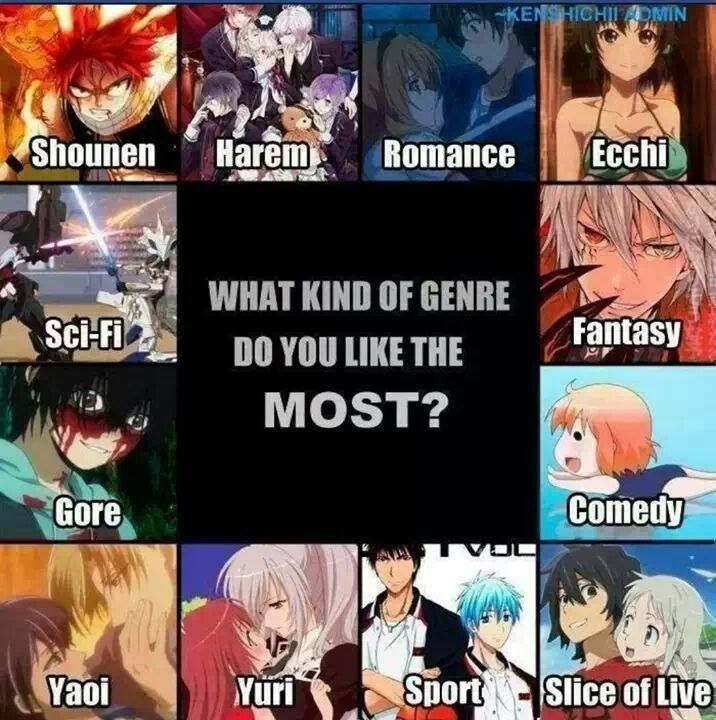 ~KENSHICHII ADMIN
Shounen
Harem
Romance
Ecchi
Sci-Fi
WHAT KIND OF GENRE
DO YOU LIKE THE
MOST?
Fantasy
Gore
Comedy
Yaoi
Yuri
Sport
Slice of Live